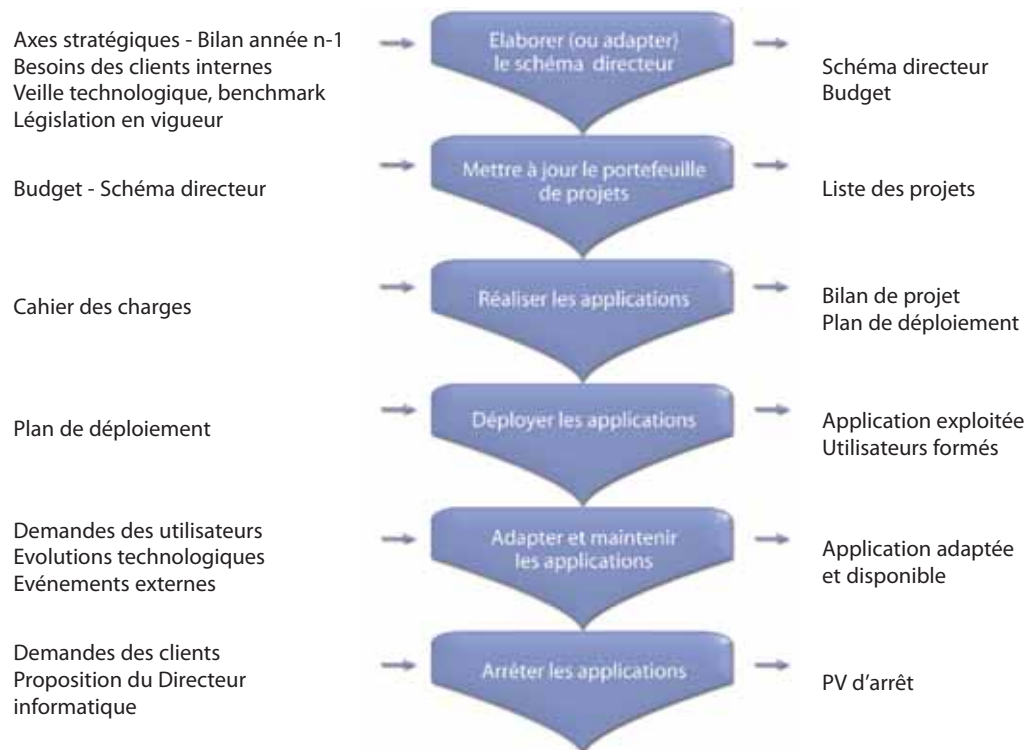 Axes stratégiques - Bilan année n-1
Besoins des clients internes
Veille technologique, benchmark
Législation en vigueur
Elaborer (ou adapter)
le schéma directeur
Schéma directeur
Budget
Budget - Schéma directeur
Mettre à jour le portefeuille
de projets
Liste des projets
Cahier des charges
Réaliser les applications
Bilan de projet
Plan de déploiement
Plan de déploiement
Déployer les applications
Application exploitée
Utilisateurs formés
Demandes des utilisateurs
Evolutions technologiques
Evénements externes
Adapter et maintenir
les applications
Application adaptée
et disponible
Demandes des clients
Proposition du Directeur
informatique
Arréter les applications
PV d'arrêt